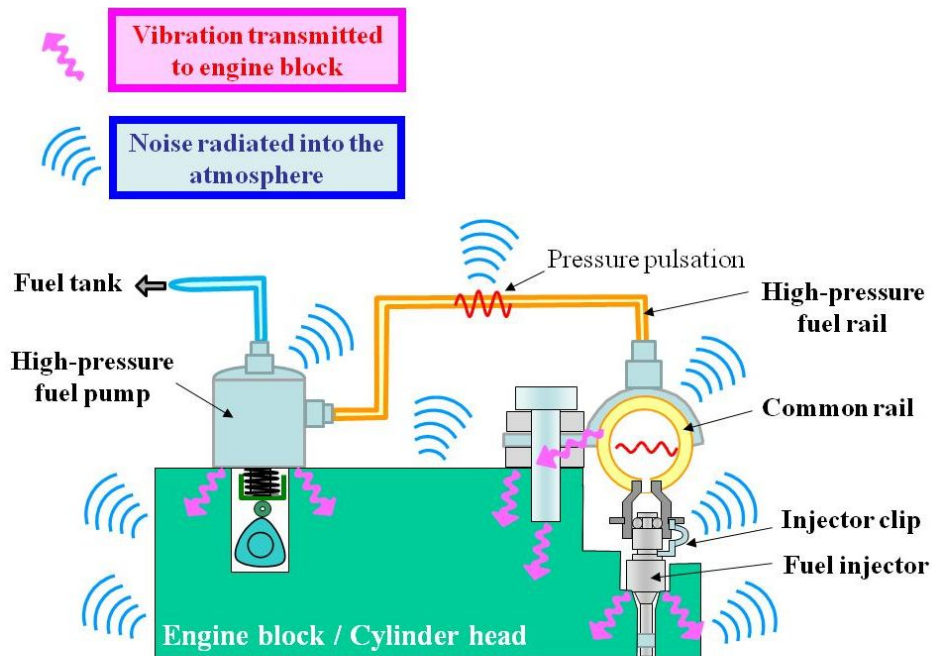 Vibration transmitted
to engine block
Noise radiated into the
atmosphere
Pressure pulsation
Fuel tank
High-pressure
fuel rail
High-pressure
fuel pump
Common rail
Injector clip
Fuel injector
Engine block / Cylinder head